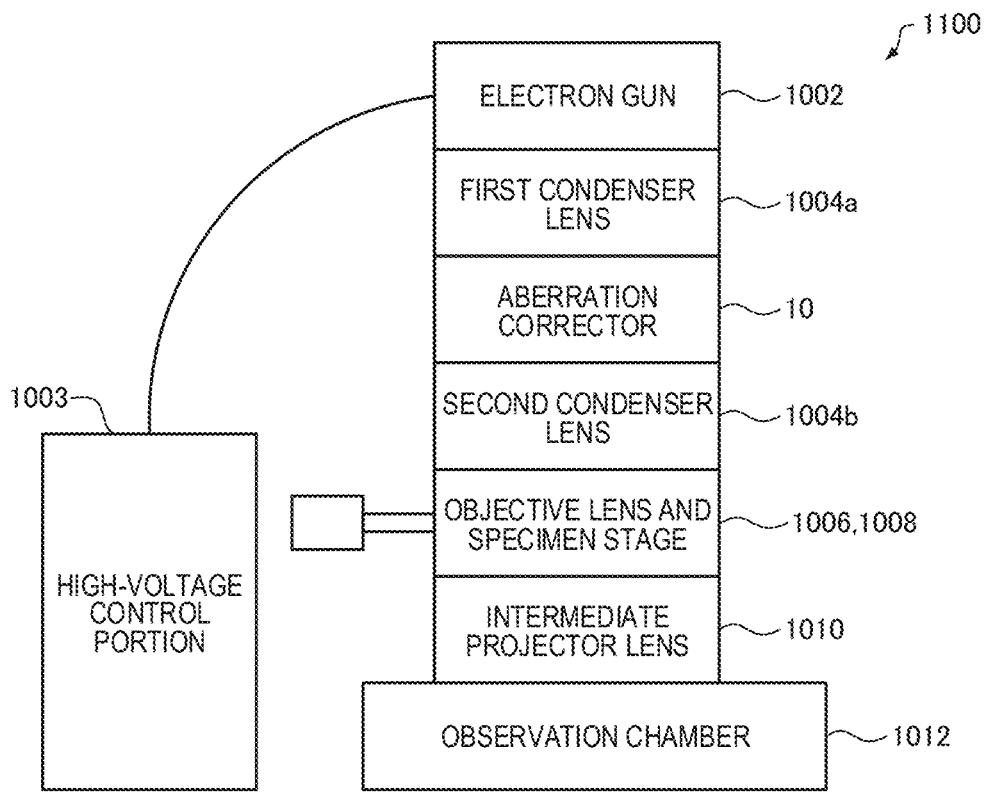 1100
ELECTRON GUN
1002
FIRST CONDENSER
LENS
1004a
ABERRATION
CORRECTOR
10
1003
SECOND CONDENSER
LENS
1004b
OBJECTIVE LENS AND
SPECIMEN STAGE
1006,1008
HIGH-VOLTAGE
CONTROL
PORTION
INTERMEDIATE
PROJECTOR LENS
1010
OBSERVATION CHAMBER
1012